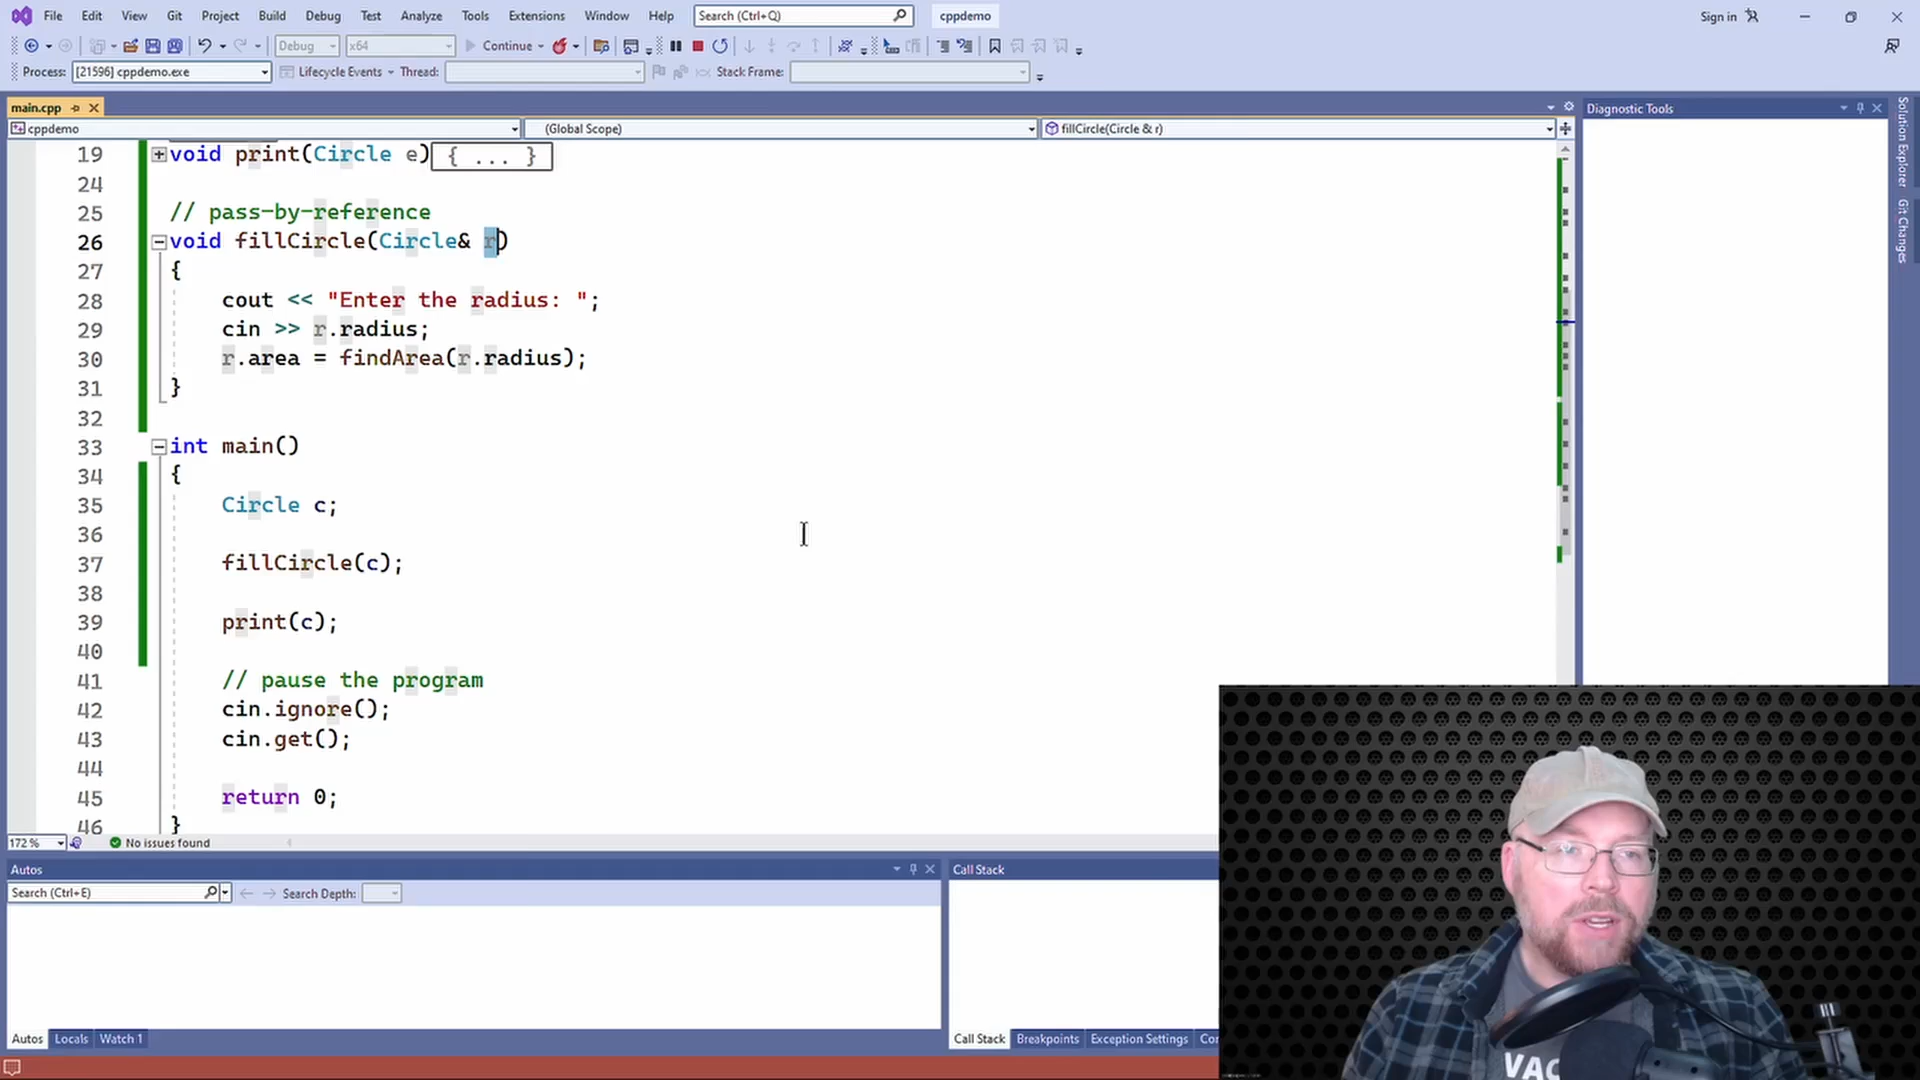 File Edit View Git Project Build Debug Test Analyze Tools Extensions Window Help Search (Ctrl+Q) cppdemo Sign in
Debug x64 Continue
Process: [21596] cppdemo.exe Lifecycle Events Thread: Stack Frame:
main.cpp
cppdemo (Global Scope) fillCircle(Circle & r)
19 void print(Circle e) { ... }
24
25 // pass-by-reference
26 void fillCircle(Circle& r)
27 {
28 cout << "Enter the radius: ";
29 cin >> r.radius;
30 r.area = findArea(r.radius);
31 }
32
33 int main()
34 {
35 Circle c;
36
37 fillCircle(c);
38
39 print(c);
40
41 // pause the program
42 cin.ignore();
43 cin.get();
44
45 return 0;
46 }
172 % No issues found
Diagnostic Tools
Solution Explorer
Git Changes
Autos
Search (Ctrl+E) Search Depth:
Autos Locals Watch 1
Call Stack
Call Stack Breakpoints Exception Settings